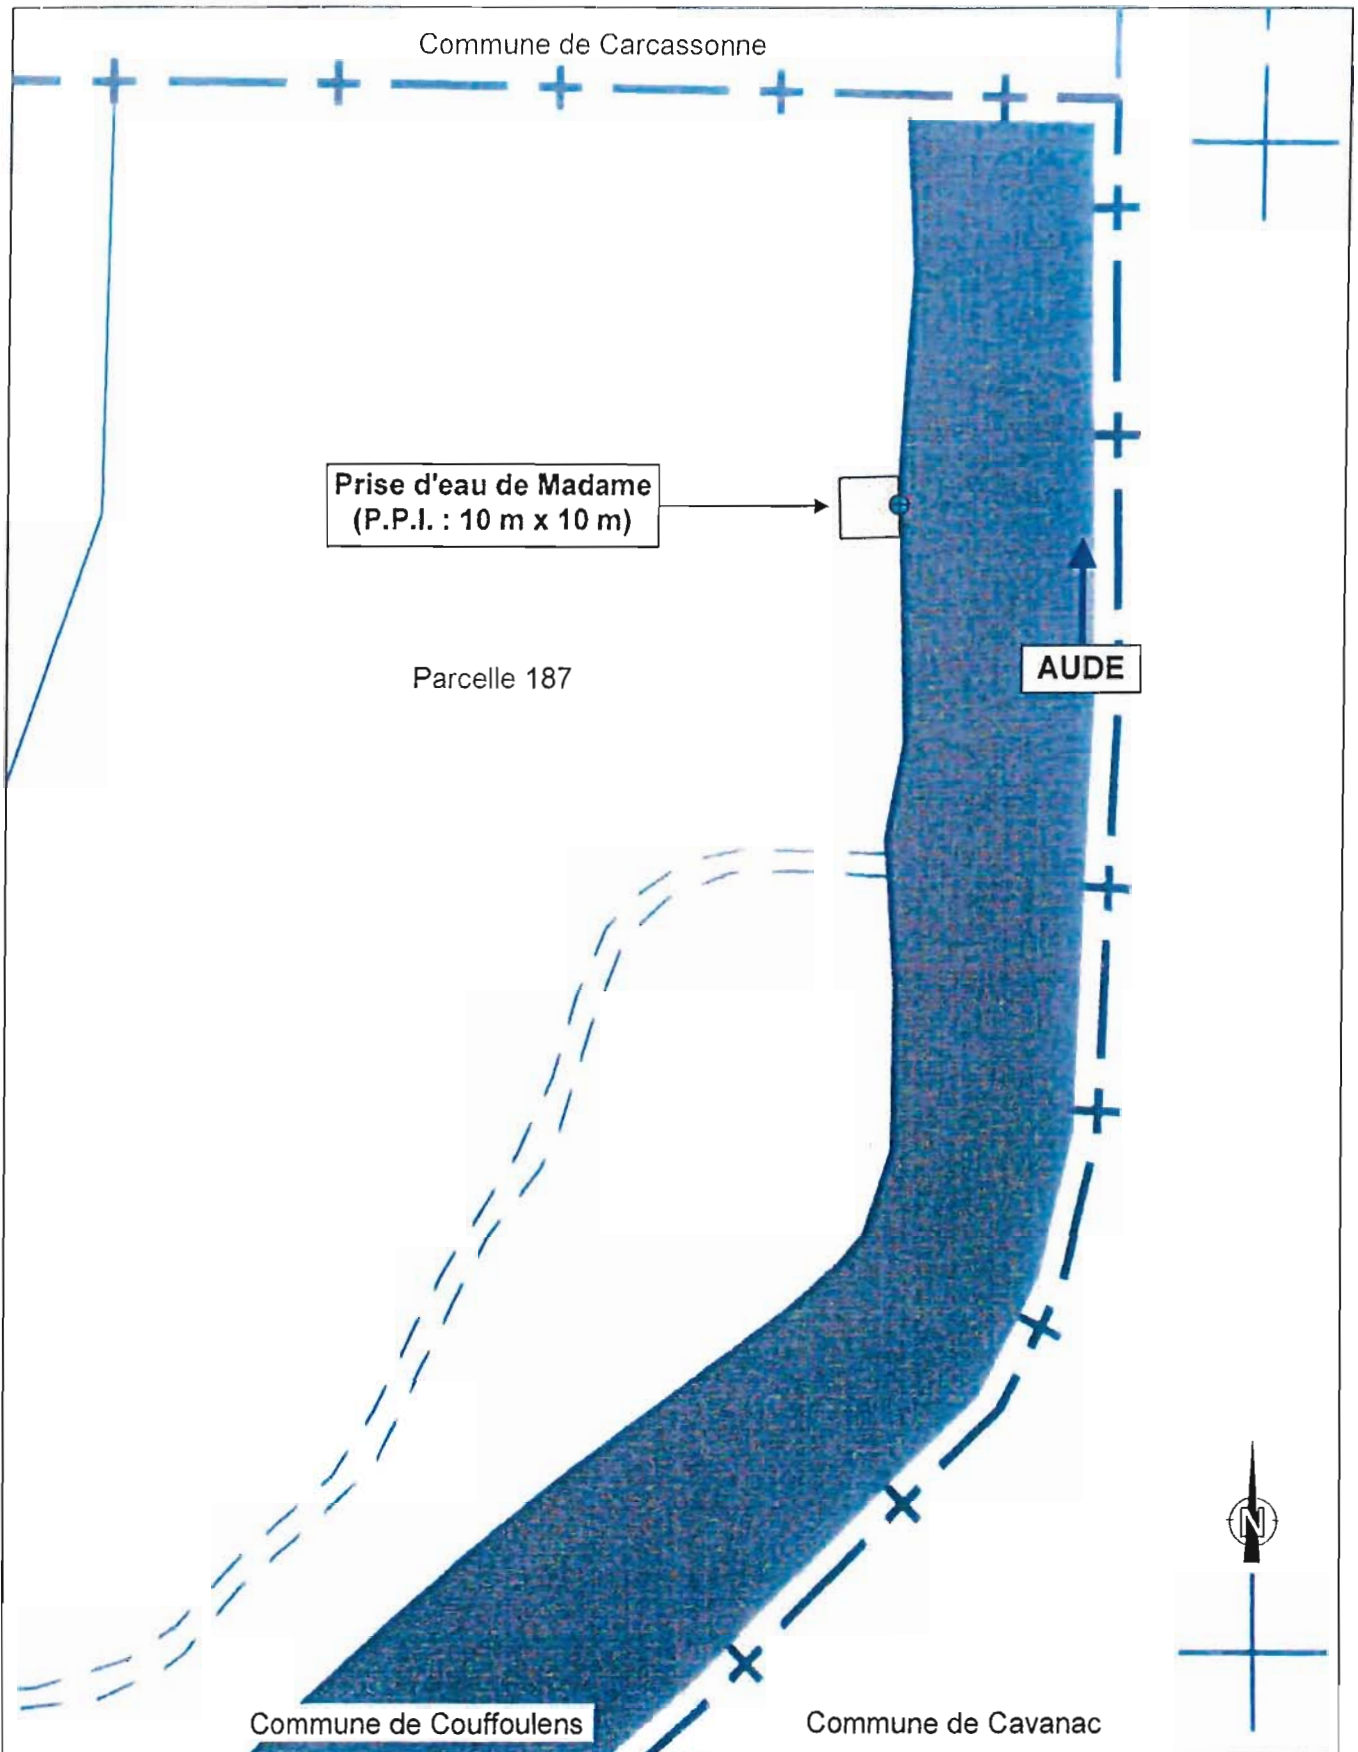 Commune de Carcassonne
Prise d'eau de Madame
(P.P.I. : 10 m x 10 m)
AUDE
Parcelle 187
N
Commune de Couffoulens
Commune de Cavanac